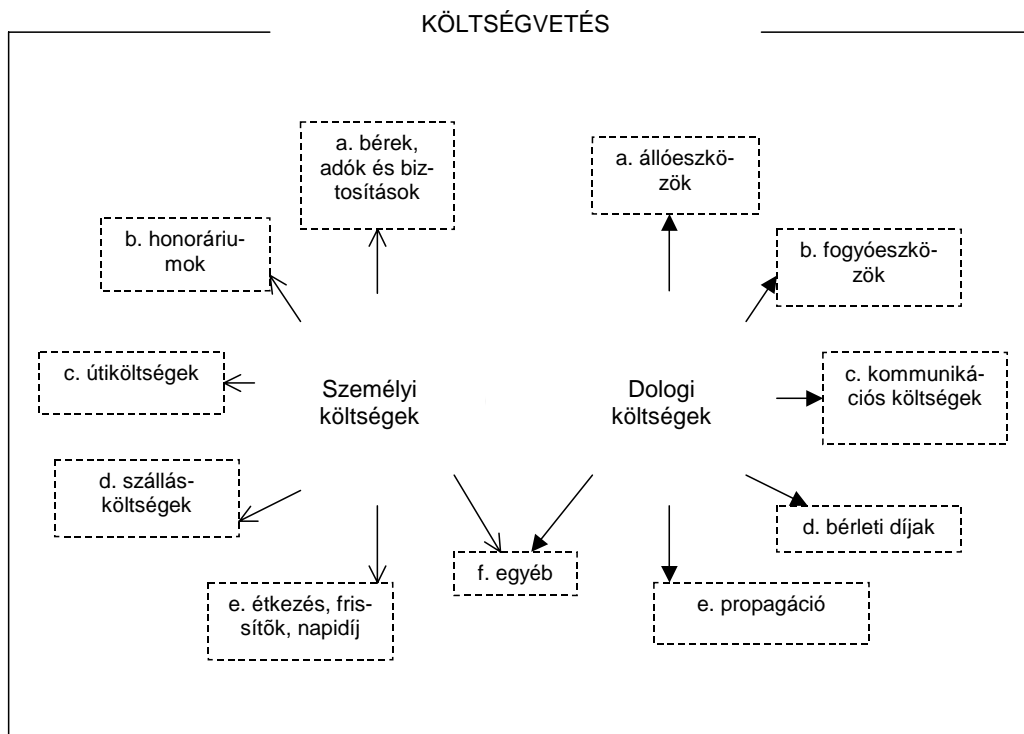 KÖLTSÉGVETÉS
a. bérek,
adók és biz-
tosítások
b. honoráriu-
mok
c. útiköltségek
d. szállás-
költségek
e. étkezés, fris-
sítõk, napidíj
Személyi
költségek
f. egyéb
Dologi
költségek
a. állóeszkö-
zök
b. fogyóeszkö-
zök
c. kommuniká-
ciós költségek
d. bérleti díjak
e. propagáció